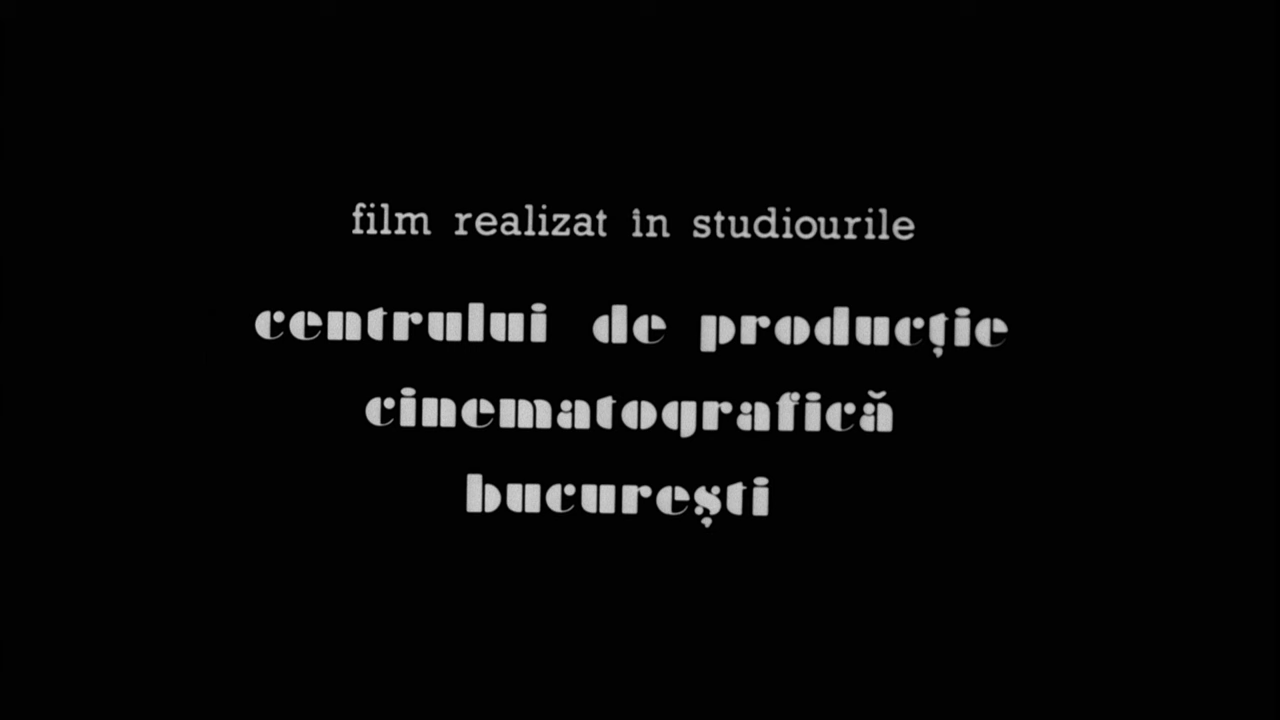 film realizat în studiourile
centrului de producție
cinematografică
bucurești